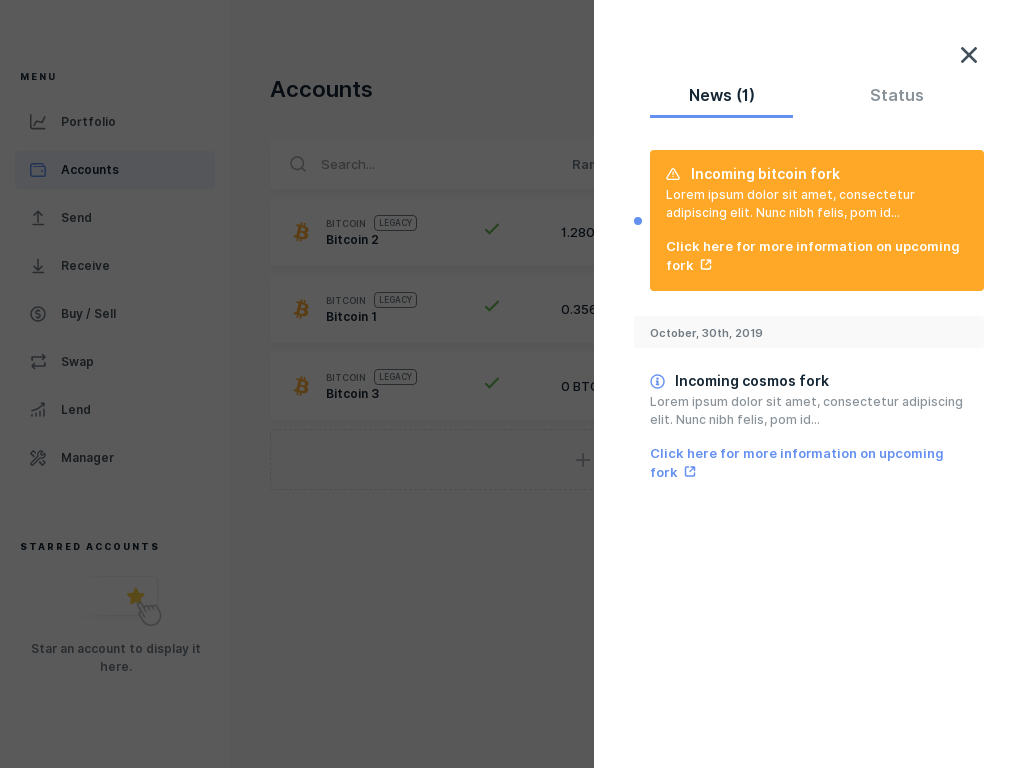 MENU
Portfolio
Accounts
Send
Receive
Buy / Sell
Swap
Lend
Manager
STARRED ACCOUNTS
Star an account to display it
here.
Accounts
Search...
BITCOIN LEGACY
Bitcoin 2
1.280
BITCOIN LEGACY
Bitcoin 1
0.356
BITCOIN LEGACY
Bitcoin 3
0 BTC
News (1)
Status
Incoming bitcoin fork
Lorem ipsum dolor sit amet, consectetur
adipiscing elit. Nunc nibh felis, pom id...
Click here for more information on upcoming
fork
October, 30th, 2019
Incoming cosmos fork
Lorem ipsum dolor sit amet, consectetur adipiscing
elit. Nunc nibh felis, pom id...
Click here for more information on upcoming
fork